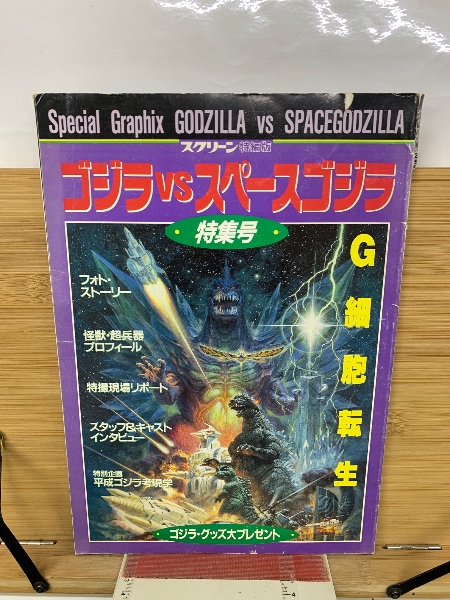 Special Graphix GODZILLA vs SPACEGODZILLA
スクリーン特編版
ゴジラvsスペースゴジラ
・特集号・
G細胞転生
フォト・
ストーリー
怪獣・超兵器
プロフィール
特撮現場リポート
スタッフ&キャスト
インタビュー
特別企画
平成ゴジラ考現学
・ゴジラ・グッズ大プレゼント・